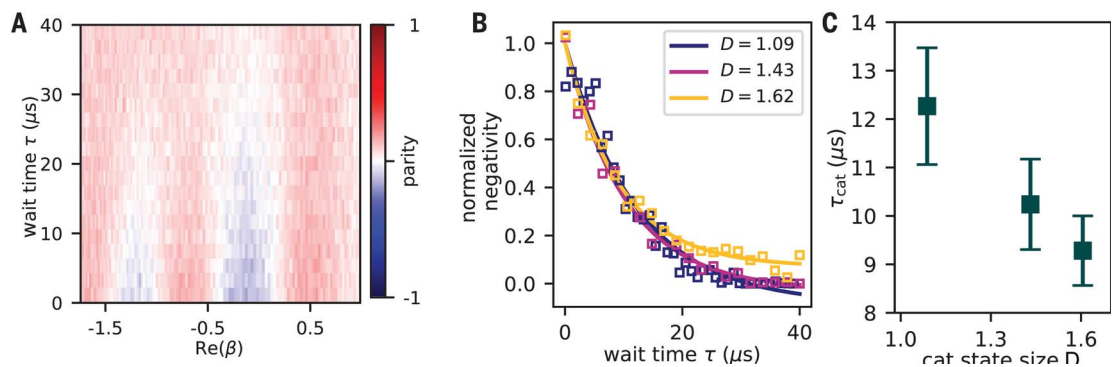 A
40
30
20
10
0
wait time τ (μs)
-1.5
-0.5
0.5
Re(β)
1
-1
parity
B
1.0
0.8
0.6
0.4
0.2
0.0
normalized
negativity
D = 1.09
D = 1.43
D = 1.62
0
20
40
wait time τ (μs)
C
14
13
12
11
10
9
8
τcat (μs)
1.0
1.3
1.6
cat state size D